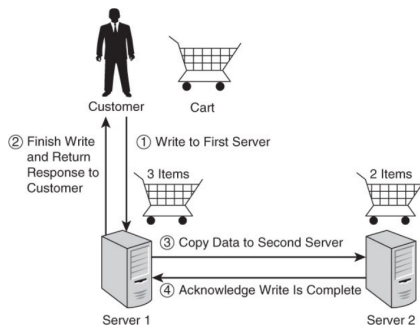 Customer
Cart
② Finish Write
and Return
Response to
Customer
① Write to First Server
3 Items
2 Items
③ Copy Data to Second Server
④ Acknowledge Write Is Complete
Server 1
Server 2